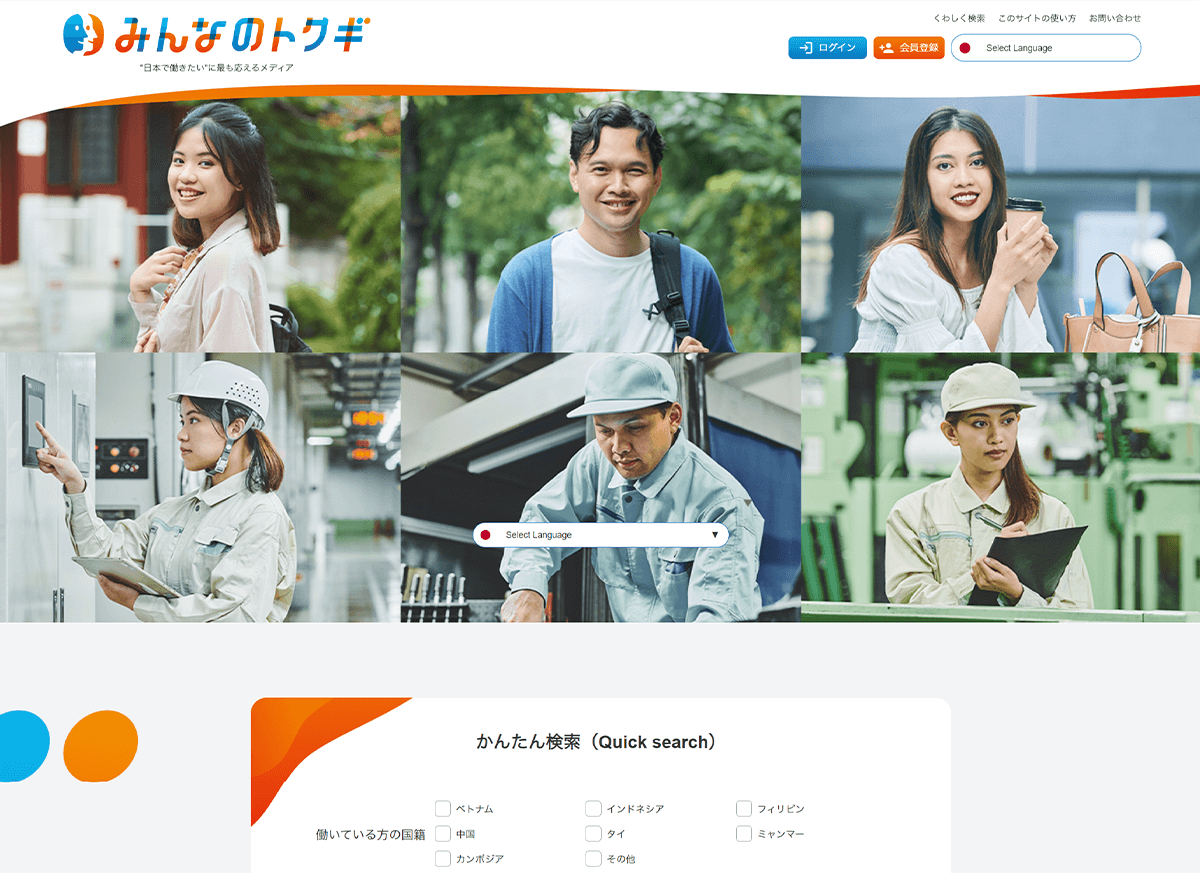 みんなのトクギ
"日本で働きたい"に最も応えるメディア
くわしく検索 このサイトの使い方 お問い合わせ
ログイン 会員登録 Select Language
Select Language ▼
かんたん検索（Quick search）
働いている方の国籍
ベトナム インドネシア フィリピン
中国 タイ ミャンマー
カンボジア その他